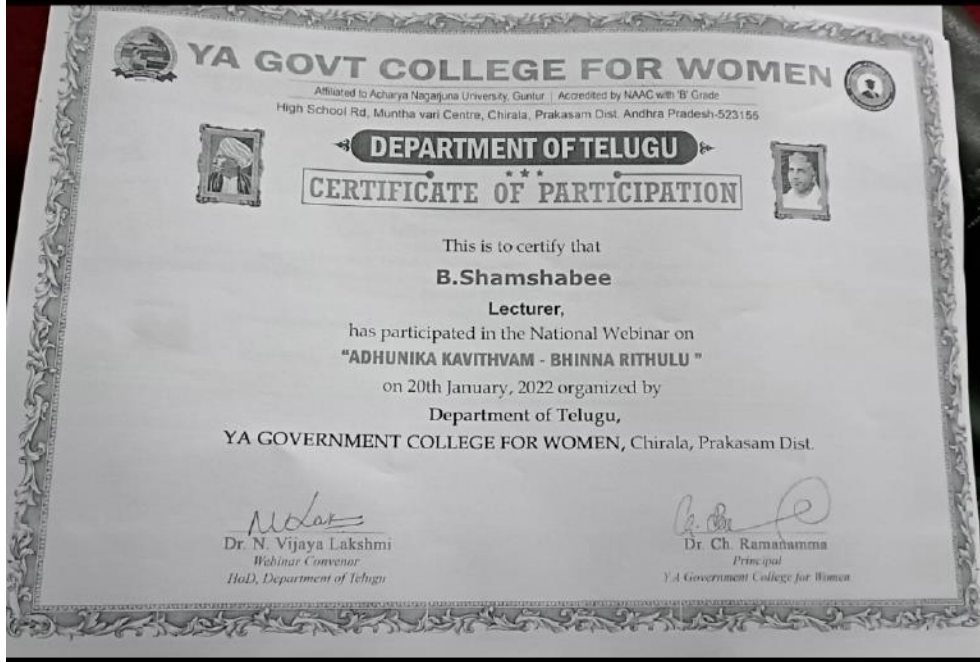 YA GOVT COLLEGE FOR WOMEN
Affiliated to Acharya Nagarjuna University, Guntur | Accredited by NAAC with 'B' Grade
High School Rd, Muntha vari Centre, Chirala, Prakasam Dist. Andhra Pradesh-523155
DEPARTMENT OF TELUGU
CERTIFICATE OF PARTICIPATION
This is to certify that
B.Shamshabee
Lecturer,
has participated in the National Webinar on
"ADHUNIKA KAVITHVAM - BHINNA RITHULU "
on 20th January, 2022 organized by
Department of Telugu,
YA GOVERNMENT COLLEGE FOR WOMEN, Chirala, Prakasam Dist.
Dr. N. Vijaya Lakshmi
Webinar Convenor
HoD, Department of Telugu
Dr. Ch. Ramanamma
Principal
YA Government College for Women